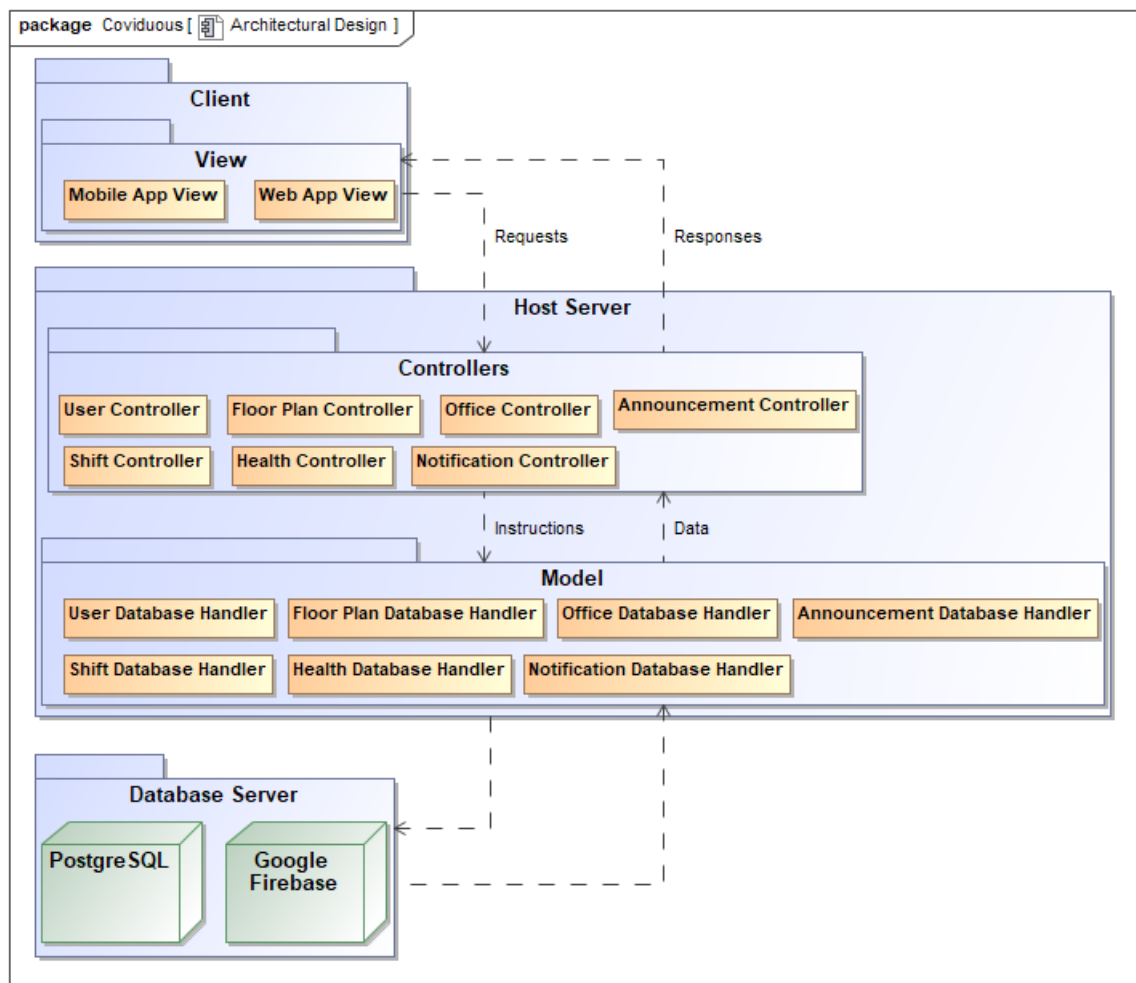 package Coviduous [ Architectural Design ]
Client
View
Mobile App View
Web App View
Requests
Responses
Host Server
Controllers
User Controller
Floor Plan Controller
Office Controller
Announcement Controller
Shift Controller
Health Controller
Notification Controller
Instructions
Data
Model
User Database Handler
Floor Plan Database Handler
Office Database Handler
Announcement Database Handler
Shift Database Handler
Health Database Handler
Notification Database Handler
Database Server
PostgreSQL
Google
Firebase